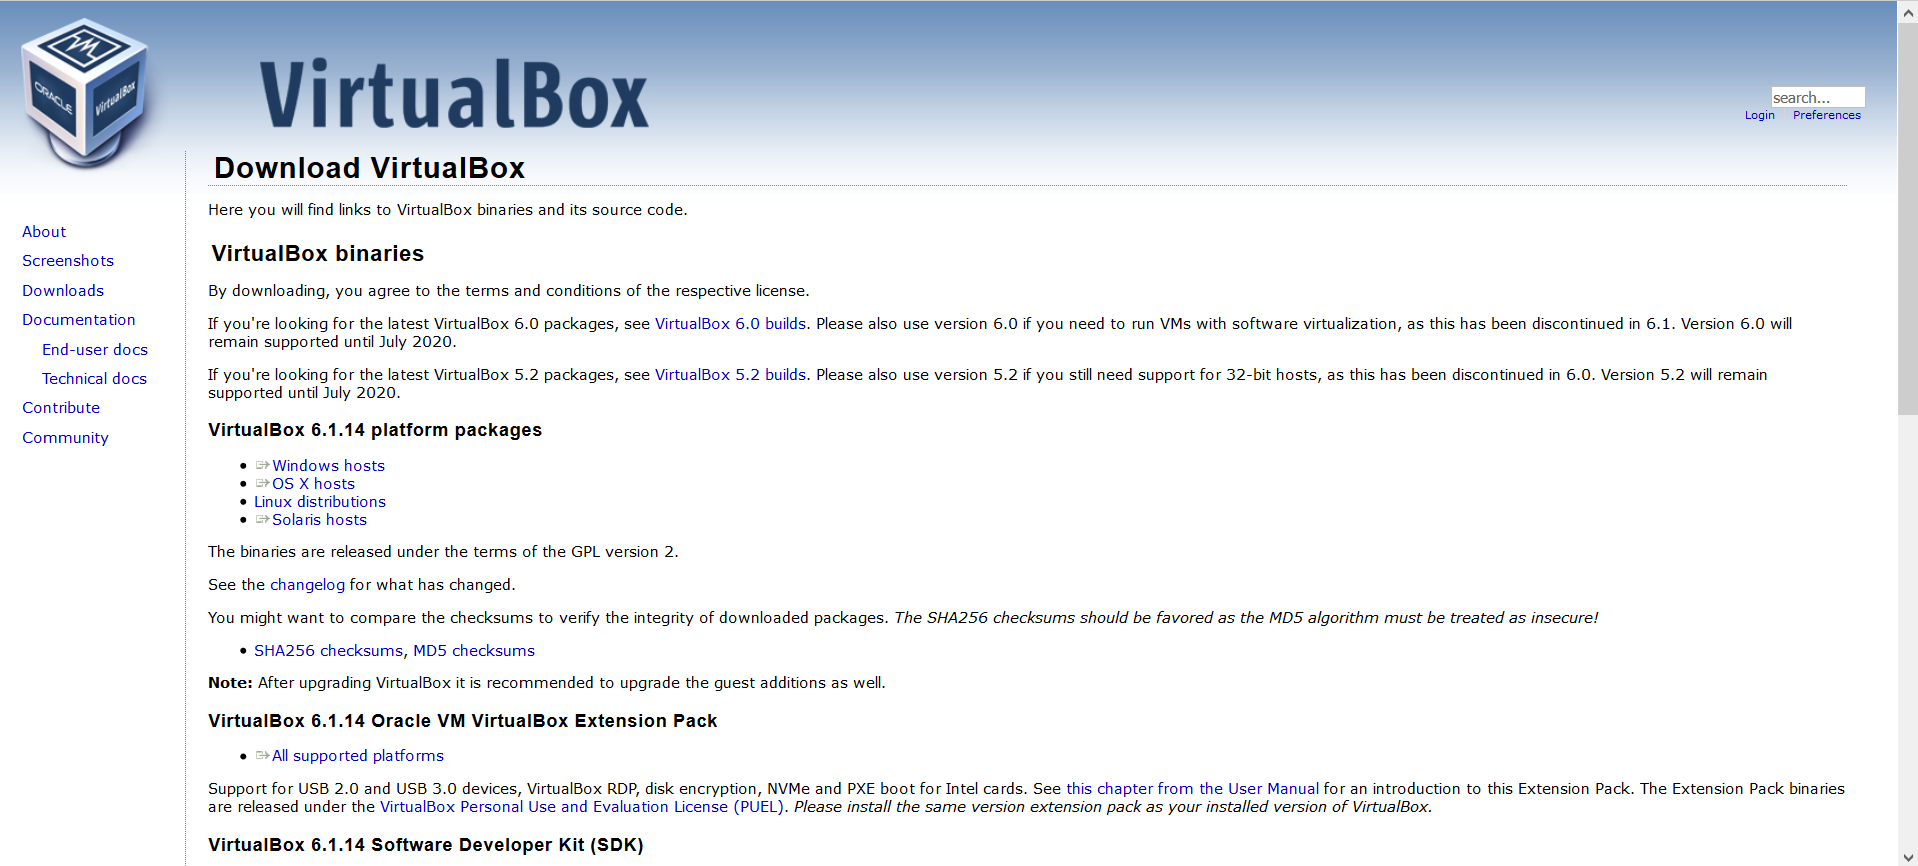 ORACLE
VirtualBox
VirtualBox
search...
Login
Preferences
About
Screenshots
Downloads
Documentation
End-user docs
Technical docs
Contribute
Community
Download VirtualBox
Here you will find links to VirtualBox binaries and its source code.
VirtualBox binaries
By downloading, you agree to the terms and conditions of the respective license.
If you're looking for the latest VirtualBox 6.0 packages, see VirtualBox 6.0 builds. Please also use version 6.0 if you need to run VMs with software virtualization, as this has been discontinued in 6.1. Version 6.0 will
remain supported until July 2020.
If you're looking for the latest VirtualBox 5.2 packages, see VirtualBox 5.2 builds. Please also use version 5.2 if you still need support for 32-bit hosts, as this has been discontinued in 6.0. Version 5.2 will remain
supported until July 2020.
VirtualBox 6.1.14 platform packages
Windows hosts
OS X hosts
Linux distributions
Solaris hosts
The binaries are released under the terms of the GPL version 2.
See the changelog for what has changed.
You might want to compare the checksums to verify the integrity of downloaded packages. The SHA256 checksums should be favored as the MD5 algorithm must be treated as insecure!
SHA256 checksums, MD5 checksums
Note: After upgrading VirtualBox it is recommended to upgrade the guest additions as well.
VirtualBox 6.1.14 Oracle VM VirtualBox Extension Pack
All supported platforms
Support for USB 2.0 and USB 3.0 devices, VirtualBox RDP, disk encryption, NVMe and PXE boot for Intel cards. See this chapter from the User Manual for an introduction to this Extension Pack. The Extension Pack binaries
are released under the VirtualBox Personal Use and Evaluation License (PUEL). Please install the same version extension pack as your installed version of VirtualBox.
VirtualBox 6.1.14 Software Developer Kit (SDK)